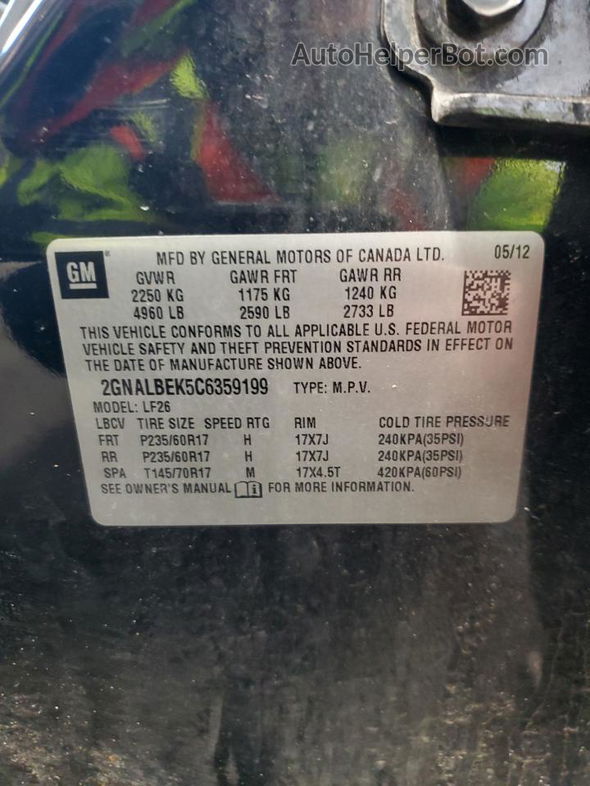 AutoHelperBot.com
GM ® MFD BY GENERAL MOTORS OF CANADA LTD. 05/12
GVWR GAWR FRT GAWR RR
2250 KG 1175 KG 1240 KG
4960 LB 2590 LB 2733 LB
THIS VEHICLE CONFORMS TO ALL APPLICABLE U.S. FEDERAL MOTOR
VEHICLE SAFETY AND THEFT PREVENTION STANDARDS IN EFFECT ON
THE DATE OF MANUFACTURE SHOWN ABOVE.
2GNALBEK5C6359199 TYPE: M.P.V.
MODEL: LF26
LBCV TIRE SIZE SPEED RTG RIM COLD TIRE PRESSURE
FRT P235/60R17 H 17X7J 240KPA(35PSI)
RR P235/60R17 H 17X7J 240KPA(35PSI)
SPA T145/70R17 M 17X4.5T 420KPA(60PSI)
SEE OWNER'S MANUAL FOR MORE INFORMATION.
AutoHelperBot.com